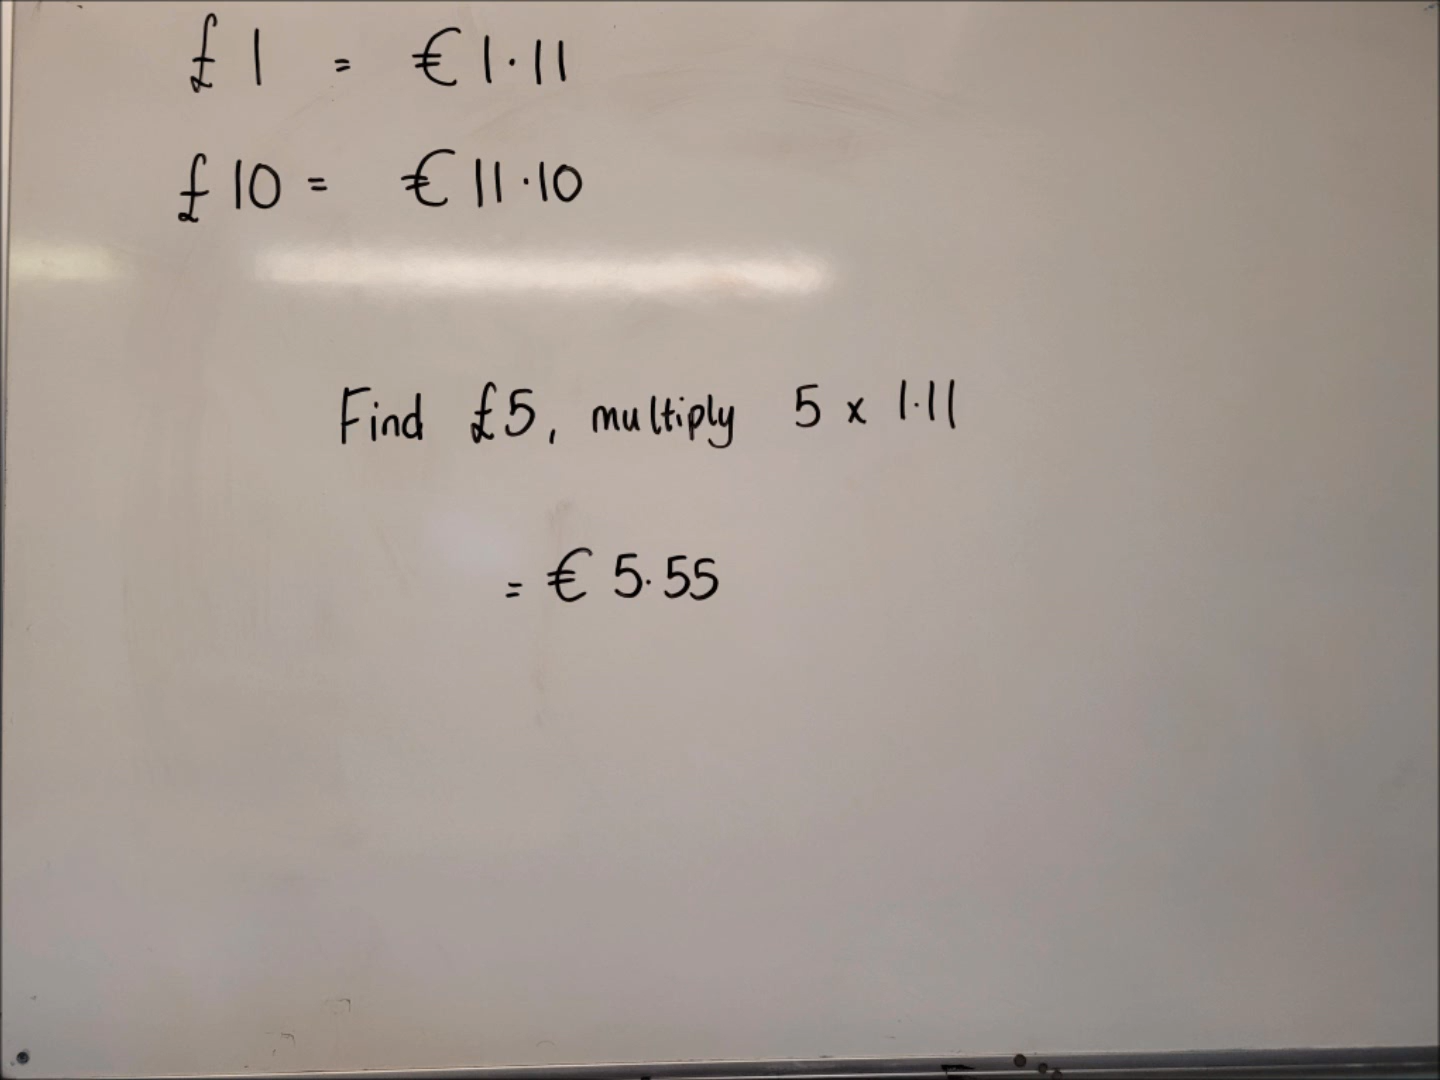 £1 = €1·11
£10 = €11·10
Find £5, multiply 5 x 1·11
= €5·55